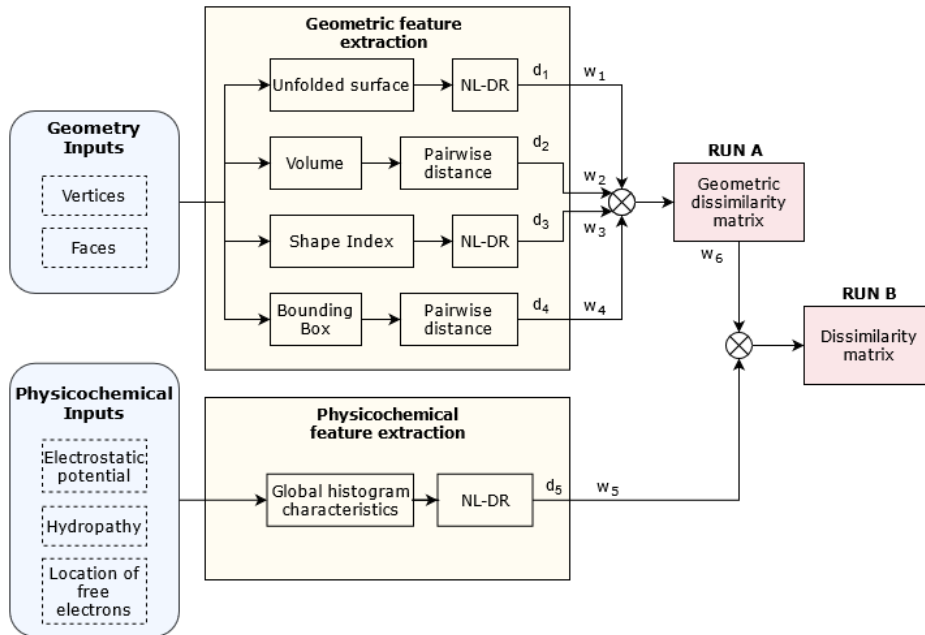 Geometric feature
extraction
Unfolded surface
NL-DR
d1
w1
Geometry
Inputs
Vertices
Faces
Volume
Pairwise
distance
d2
w2
Shape Index
NL-DR
d3
w3
Bounding
Box
Pairwise
distance
d4
w4
RUN A
Geometric
dissimilarity
matrix
w6
RUN B
Dissimilarity
matrix
Physicochemical
Inputs
Electrostatic
potential
Hydropathy
Location of
free
electrons
Physicochemical
feature extraction
Global histogram
characteristics
NL-DR
d5
w5